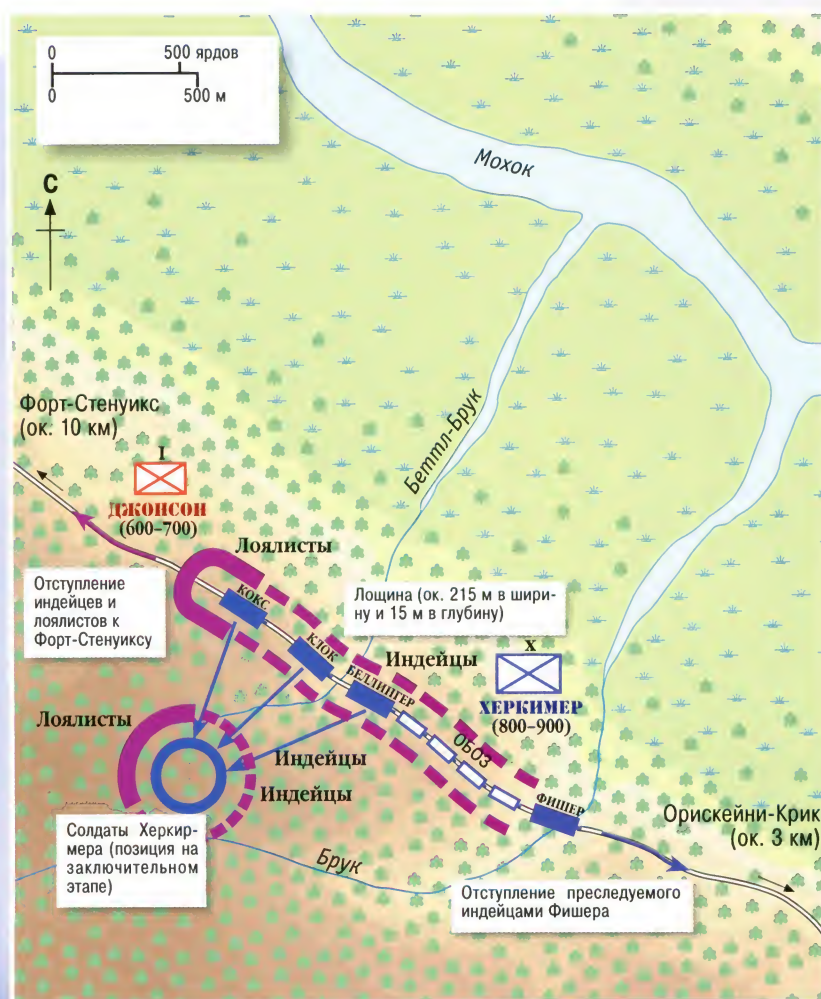 0 500 ярдов
0 500 м
С
Мохок
Беттл-Брук
Форт-Стенуикс
(ок. 10 км)
I
ДЖОНСОН
(600–700)
Лоялисты
Отступление
индейцев и
лоялистов к
Форт-Стенуиксу
КОКС
Лощина (ок. 215 м в шири-
ну и 15 м в глубину)
КЛОК
Индейцы
X
БЕЛЛИНГЕР
ХЕРКИМЕР
(800–900)
Лоялисты
ОБОЗ
Индейцы
Индейцы
ФИШЕР
Орискейни-Крик
(ок. 3 км)
Солдаты Херкир-
мера (позиция на
заключительном
этапе)
Брук
Отступление преследуемого
индейцами Фишера